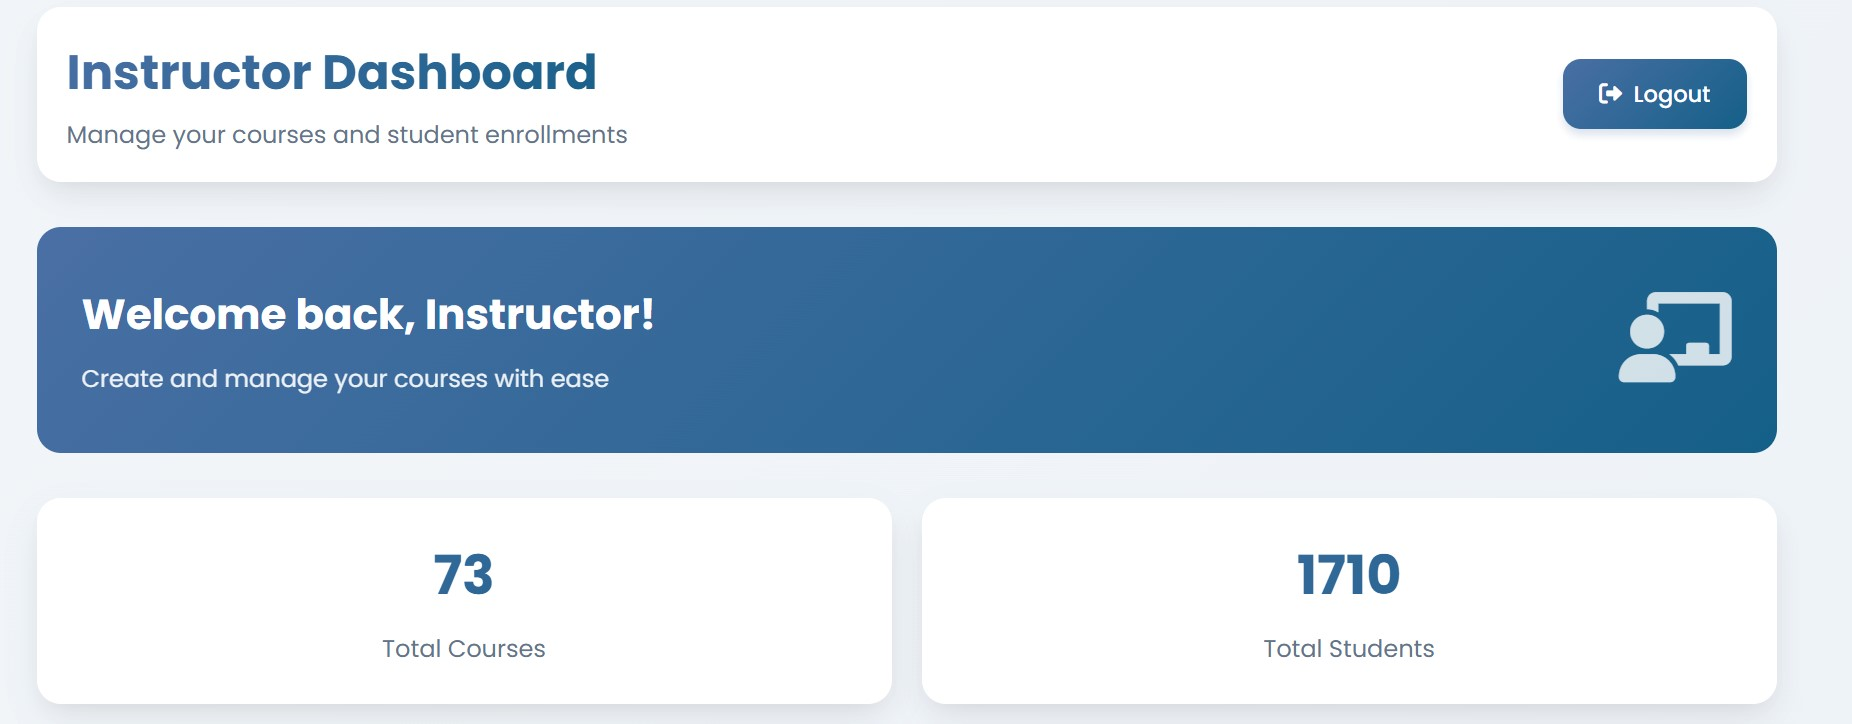 Instructor Dashboard
Manage your courses and student enrollments
Logout
Welcome back, Instructor!
Create and manage your courses with ease
73
Total Courses
1710
Total Students